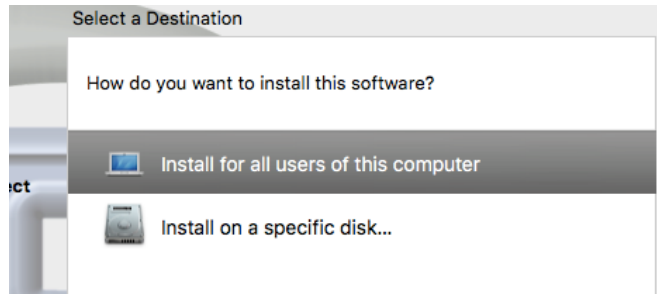 Select a Destination
How do you want to install this software?
Install for all users of this computer
ect
Install on a specific disk...